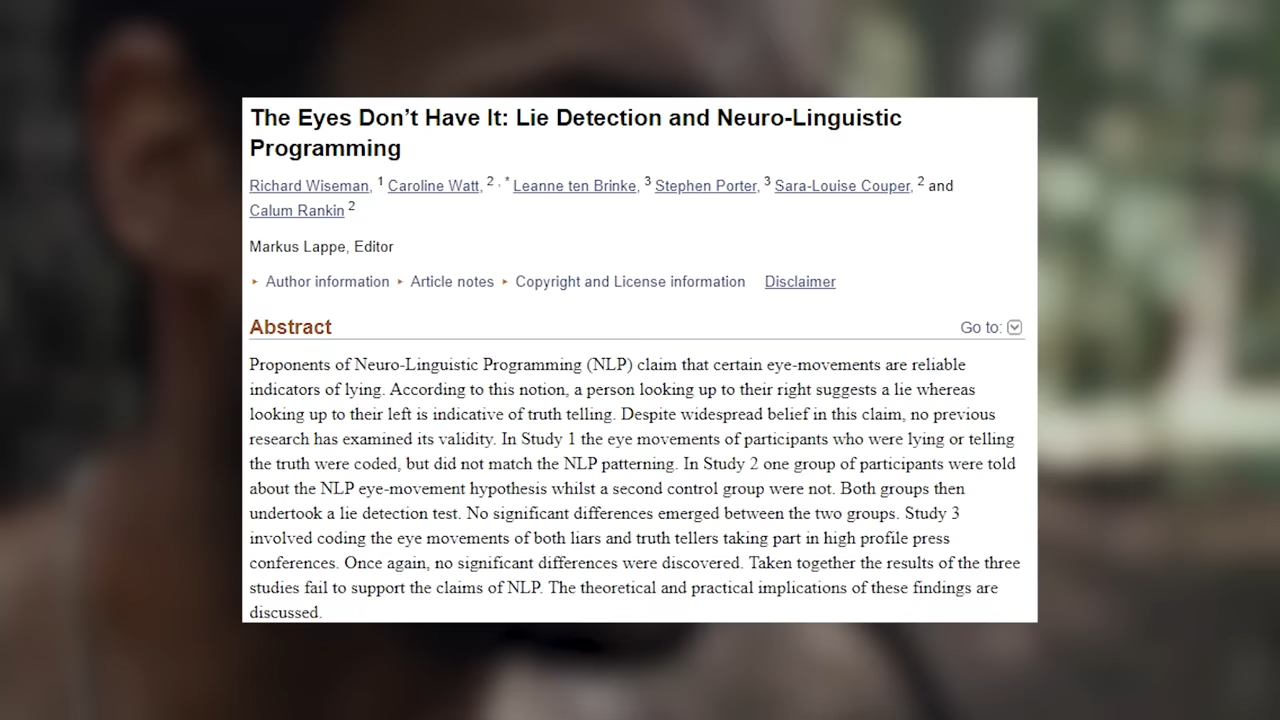 The Eyes Don’t Have It: Lie Detection and Neuro-Linguistic
Programming
Richard Wiseman, 1 Caroline Watt, 2 , * Leanne ten Brinke, 3 Stephen Porter, 3 Sara-Louise Couper, 2 and
Calum Rankin 2
Markus Lappe, Editor
▸ Author information ▸ Article notes ▸ Copyright and License information Disclaimer
Abstract Go to:
Proponents of Neuro-Linguistic Programming (NLP) claim that certain eye-movements are reliable
indicators of lying. According to this notion, a person looking up to their right suggests a lie whereas
looking up to their left is indicative of truth telling. Despite widespread belief in this claim, no previous
research has examined its validity. In Study 1 the eye movements of participants who were lying or telling
the truth were coded, but did not match the NLP patterning. In Study 2 one group of participants were told
about the NLP eye-movement hypothesis whilst a second control group were not. Both groups then
undertook a lie detection test. No significant differences emerged between the two groups. Study 3
involved coding the eye movements of both liars and truth tellers taking part in high profile press
conferences. Once again, no significant differences were discovered. Taken together the results of the three
studies fail to support the claims of NLP. The theoretical and practical implications of these findings are
discussed.